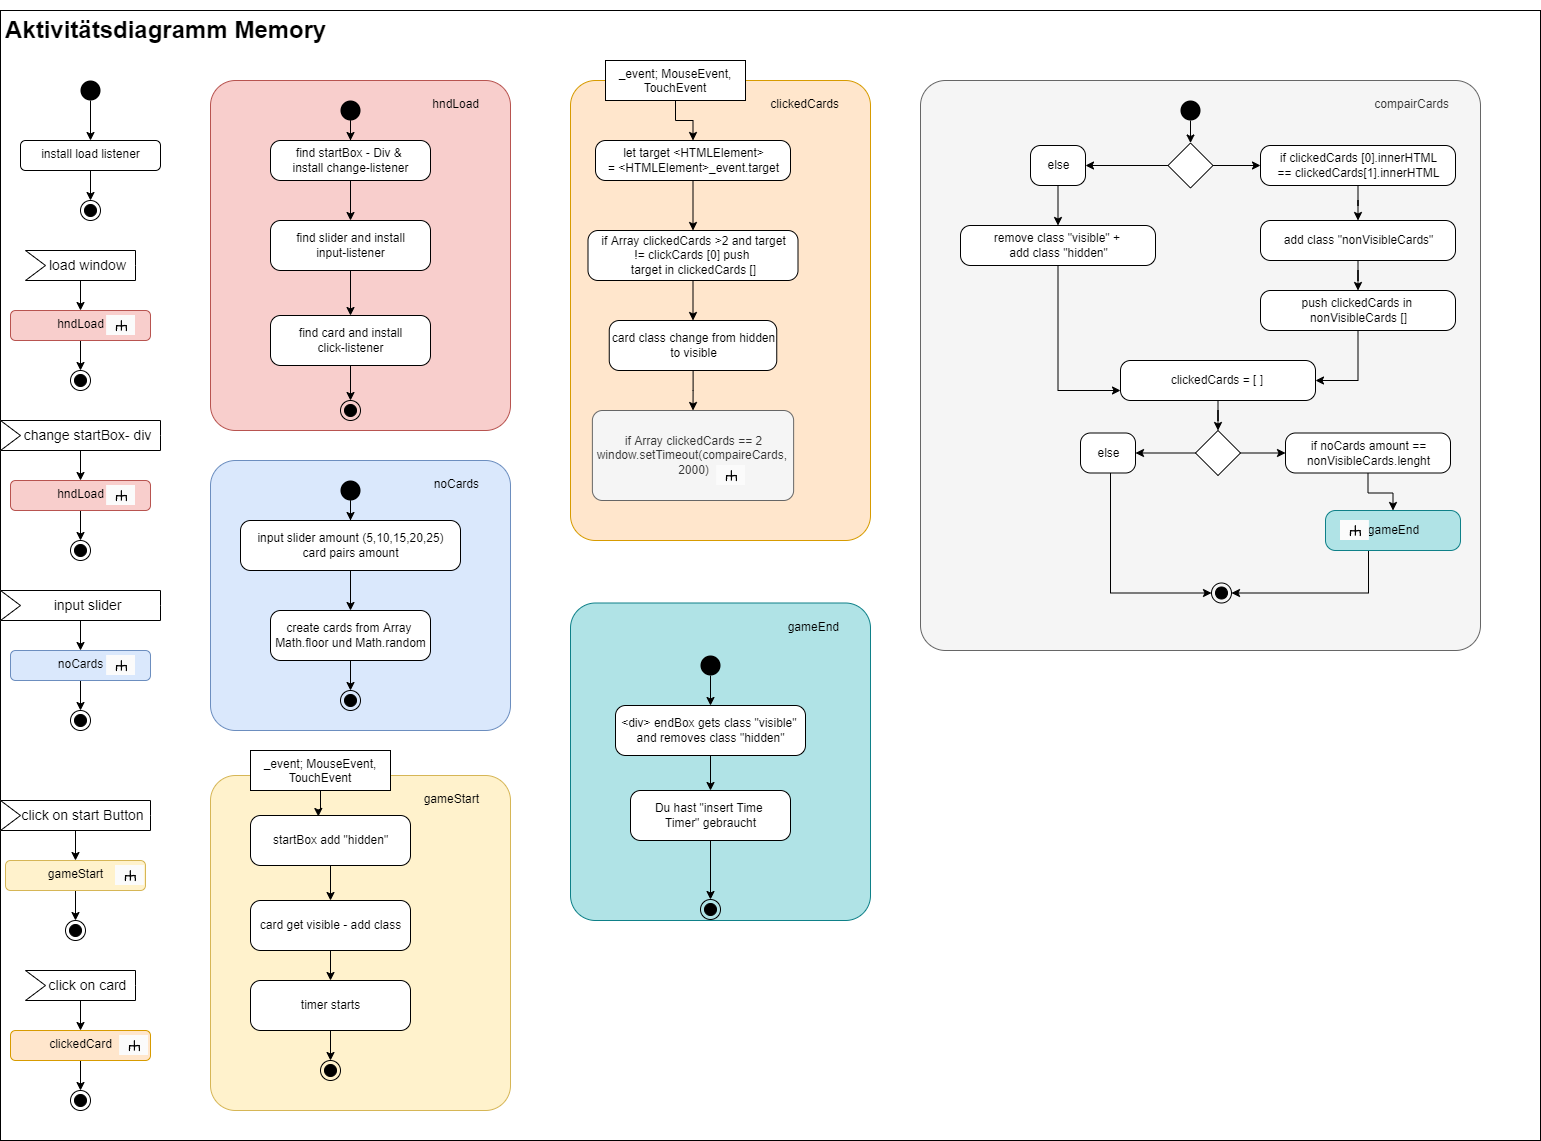 Aktivitätsdiagramm Memory
install load listener
load window
hndLoad
change startBox- div
hndLoad
input slider
noCards
click on start Button
gameStart
click on card
clickedCard
hndLoad
find startBox - Div &
install change-listener
find slider and install
input-listener
find card and install
click-listener
noCards
input slider amount (5,10,15,20,25)
card pairs amount
create cards from Array
Math.floor und Math.random
_event; MouseEvent,
TouchEvent
gameStart
startBox add "hidden"
card get visible - add class
timer starts
_event; MouseEvent,
TouchEvent
clickedCards
let target <HTMLElement>
= <HTMLElement>_event.target
if Array clickedCards >2 and target
!= clickCards [0] push
target in clickedCards []
card class change from hidden
to visible
if Array clickedCards == 2
window.setTimeout(compaireCards,
2000)
gameEnd
<div> endBox gets class "visible"
and removes class "hidden"
Du hast "insert Time
Timer" gebraucht
compairCards
else
if clickedCards [0].innerHTML
== clickedCards[1].innerHTML
remove class "visible" +
add class "hidden"
add class "nonVisibleCards"
push clickedCards in
nonVisibleCards []
clickedCards = [ ]
else
if noCards amount ==
nonVisibleCards.lenght
gameEnd